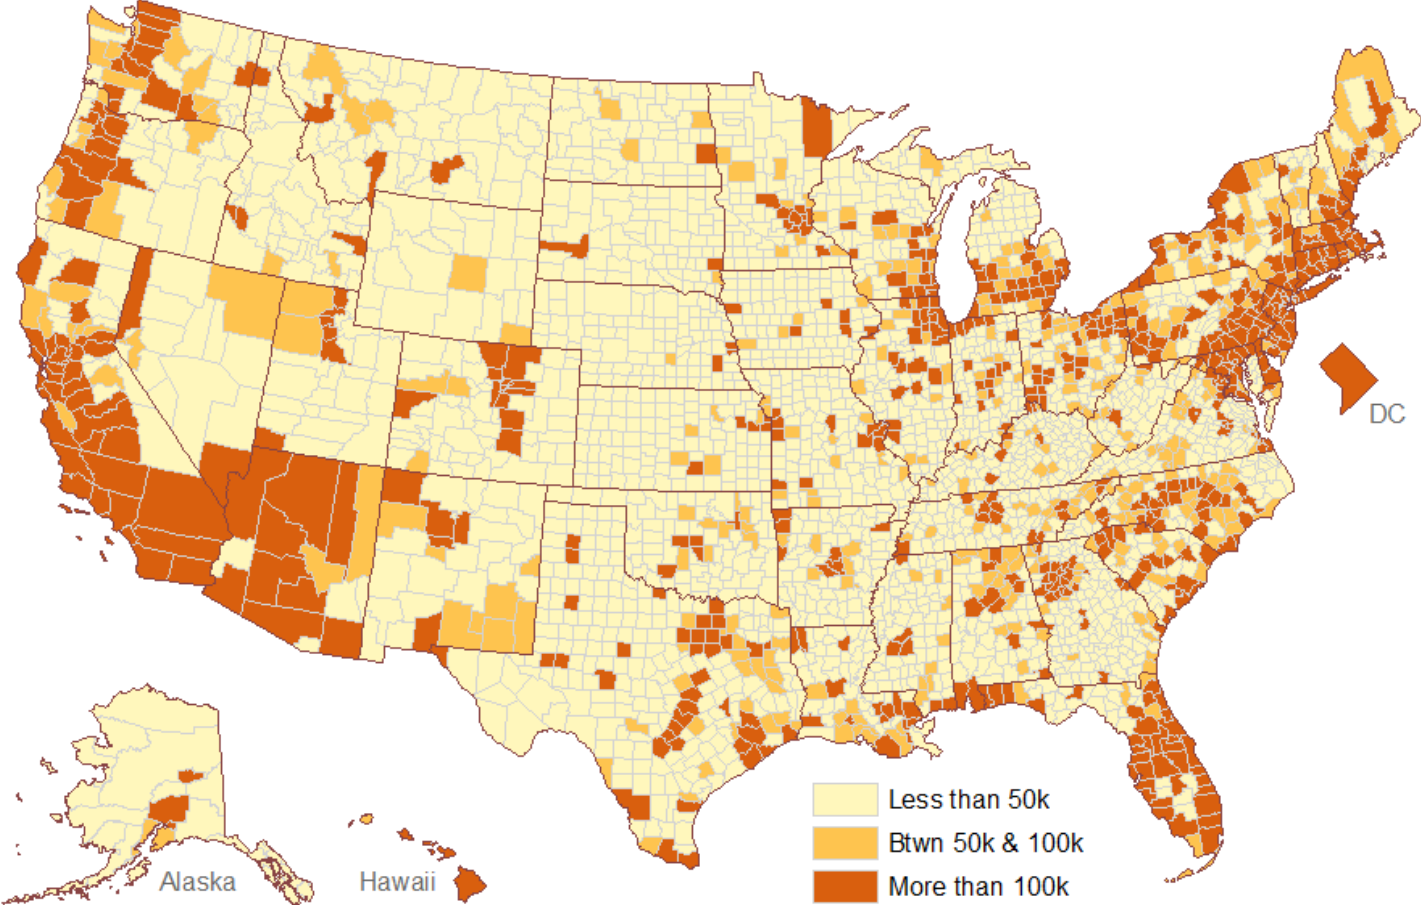 DC
Less than 50k
Btwn 50k & 100k
More than 100k
Alaska
Hawaii